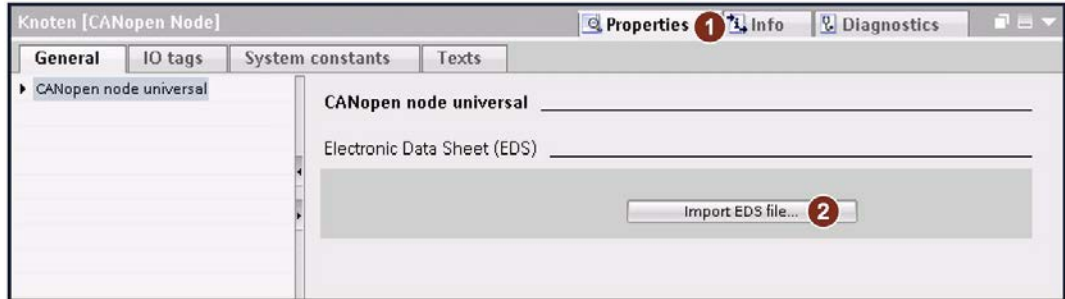 Knoten [CANopen Node]
Properties 1 Info Diagnostics
General IO tags System constants Texts
CANopen node universal
CANopen node universal
Electronic Data Sheet (EDS)
Import EDS file... 2